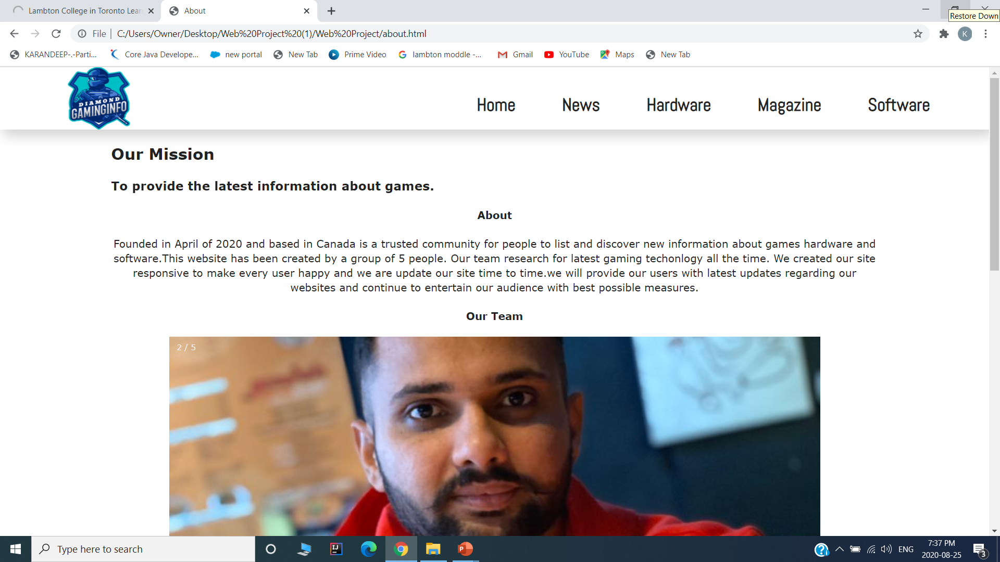 Lambton College in Toronto Lear
About
Restore Down
File
C:/Users/Owner/Desktop/Web%20Project%20(1)/Web%20Project/about.html
K
KARANDEEP-.-Parti...
Core Java Develope...
new portal
New Tab
Prime Video
lambton moddle -...
Gmail
YouTube
Maps
New Tab
DIAMOND
GAMINGINFO
Home
News
Hardware
Magazine
Software
Our Mission
To provide the latest information about games.
About
Founded in April of 2020 and based in Canada is a trusted community for people to list and discover new information about games hardware and
software.This website has been created by a group of 5 people. Our team research for latest gaming techonlogy all the time. We created our site
responsive to make every user happy and we are update our site time to time.we will provide our users with latest updates regarding our
websites and continue to entertain our audience with best possible measures.
Our Team
2 / 5
Type here to search
ENG
7:37 PM
2020-08-25
3